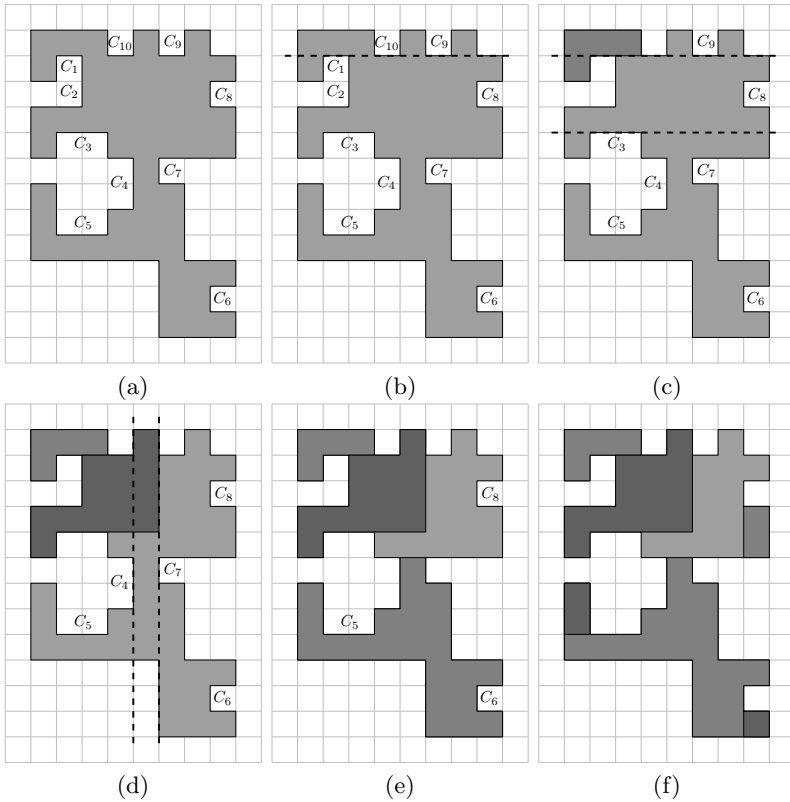 C10 C9 C10 C9 C9
C1 C1
C2 C8 C2 C8 C8
C3 C3 C3
C4 C7 C4 C7 C4 C7
C5 C5 C5
C6 C6 C6
(a) (b) (c)
C8 C8
C4 C7
C5 C5
C6 C6
(d) (e) (f)